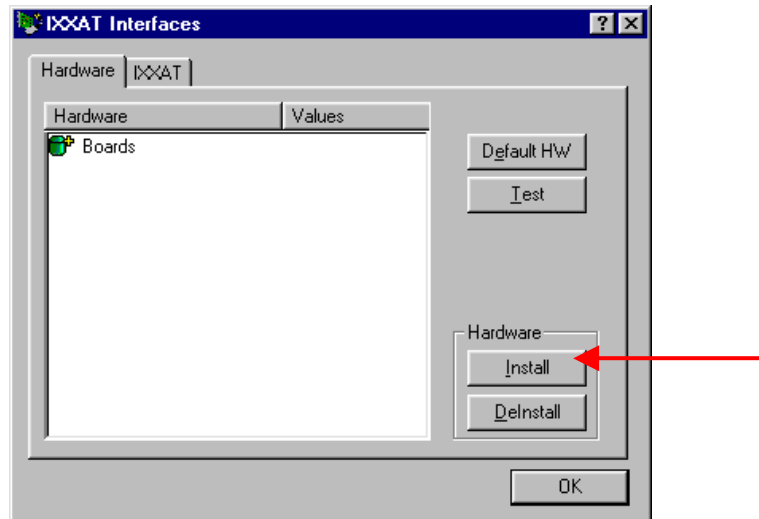 IXXAT Interfaces
Hardware IXXAT
Hardware Values
Boards
Default HW
Test
Hardware
Install
DeInstall
OK